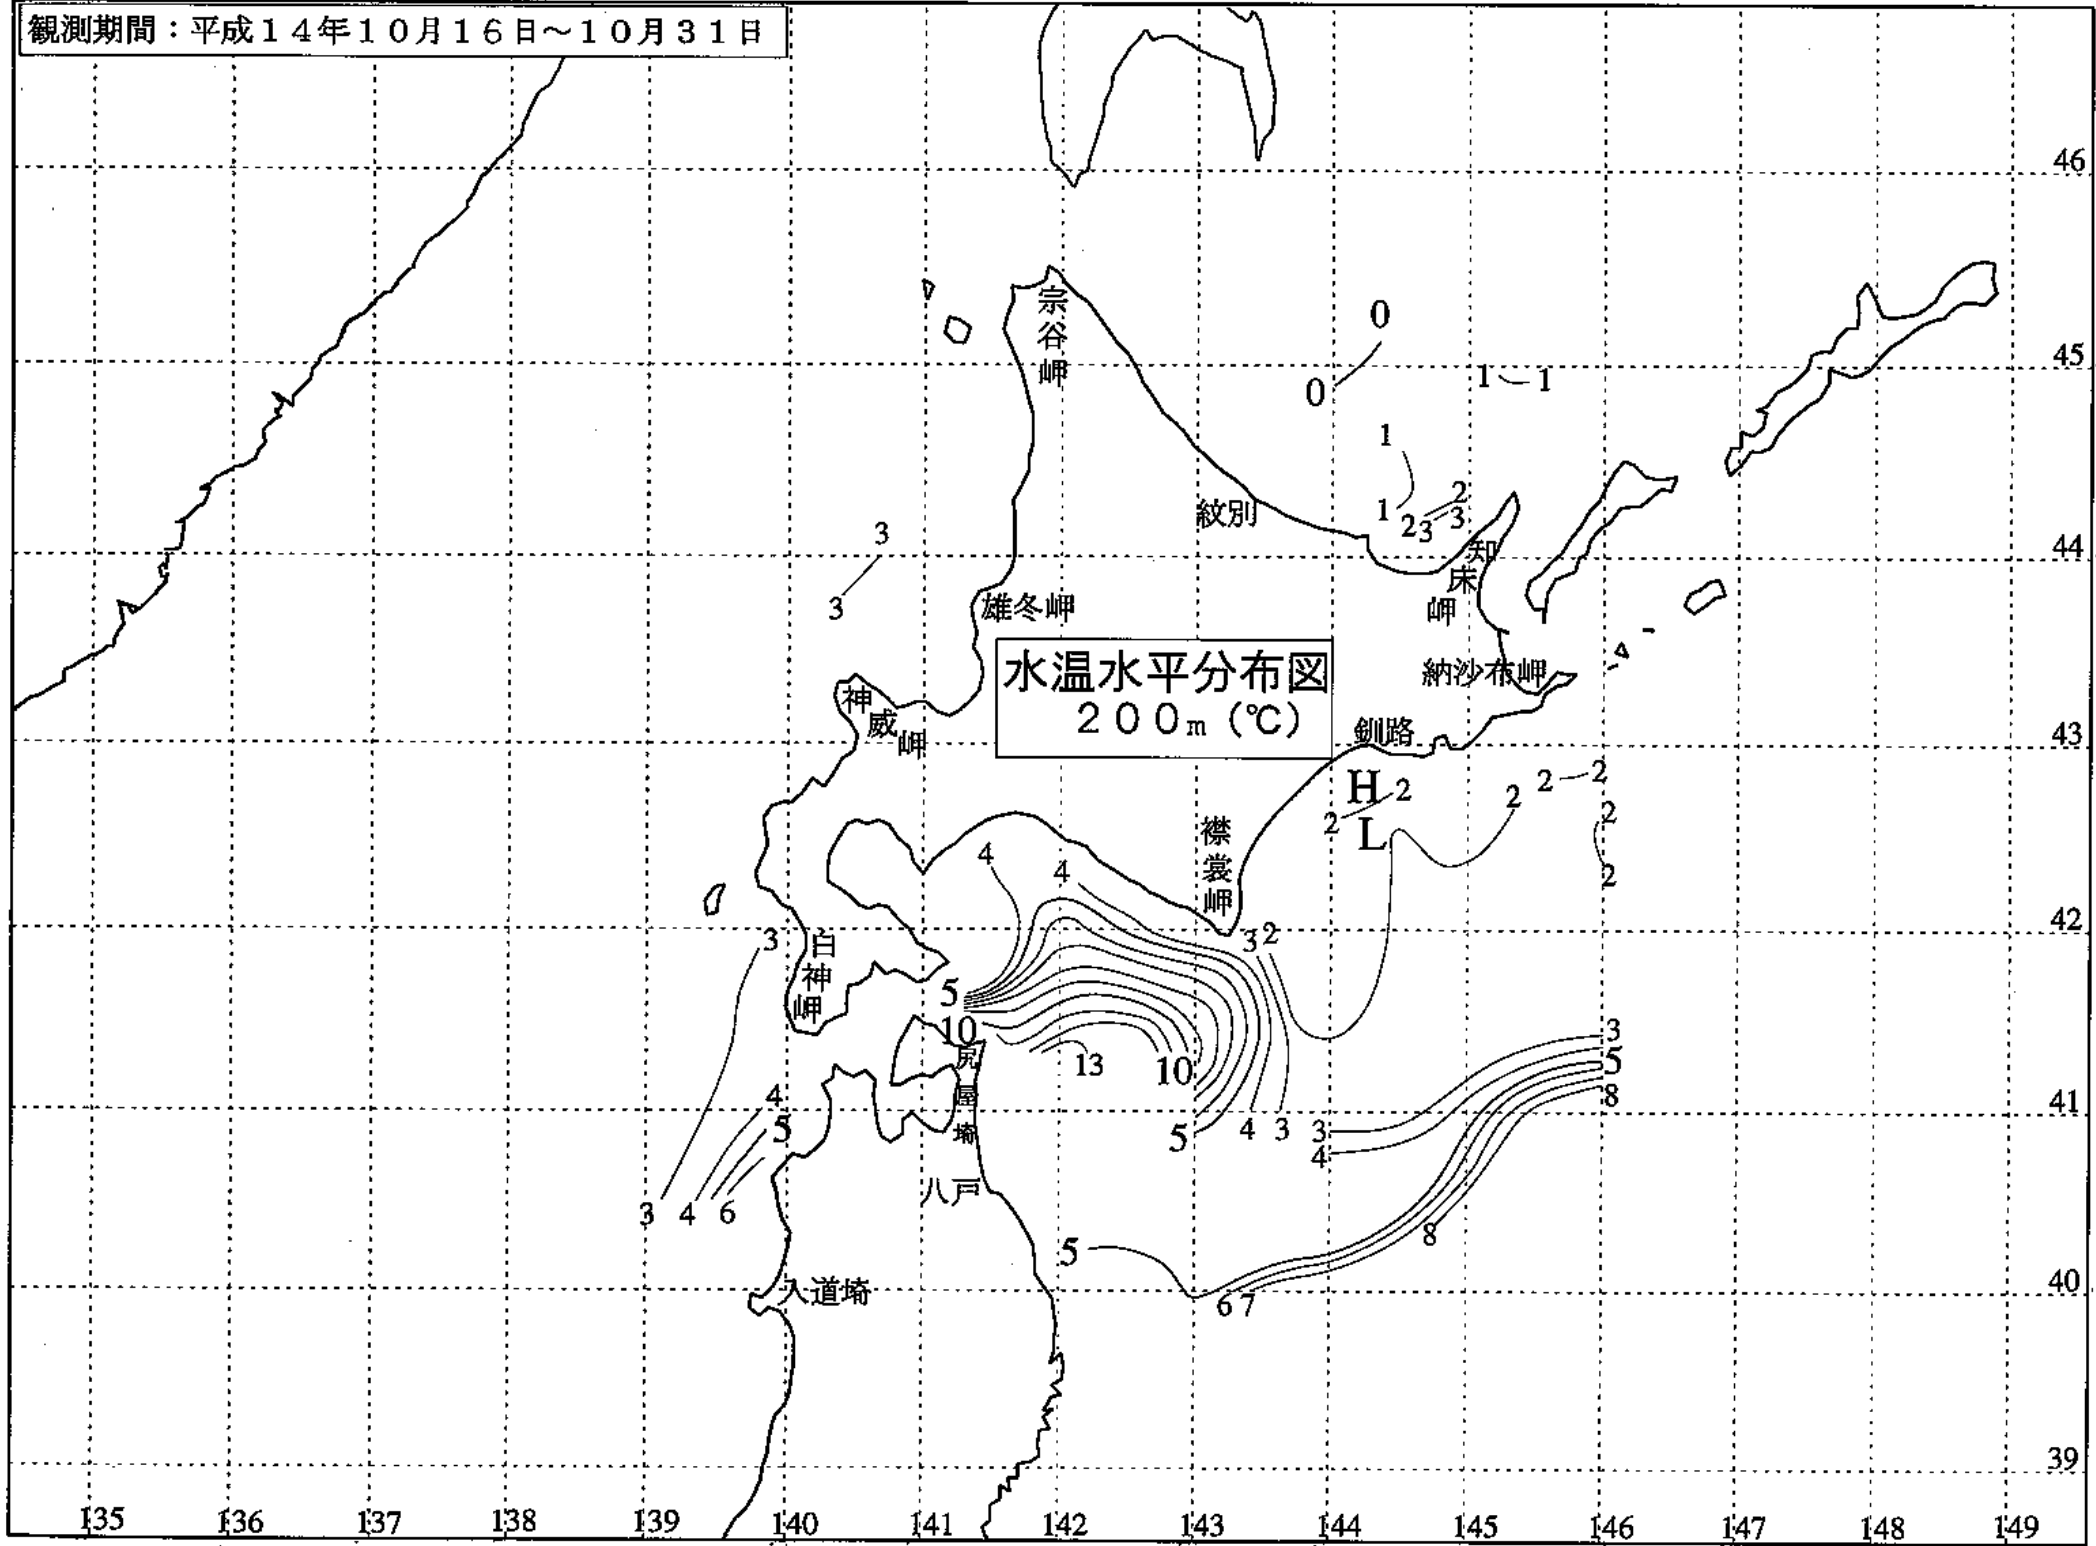 観測期間：平成１４年１０月１６日～１０月３１日
46
宗谷岬
0
45
0
1 1
1
紋別
1
2
2
3
3
3
44
知床岬
3
雄冬岬
水温水平分布図
２００ｍ（℃）
納沙布岬
神威岬
釧路
43
H
2
2
L
2
2
2
2
2
襟裳岬
4
4
42
3
白神岬
3
2
5
10
尻屋埼
13
10
3
5
8
4
5
41
5
4
3
3
4
八戸
3
4
6
5
8
入道埼
6
7
40
39
135 136 137 138 139 140 141 142 143 144 145 146 147 148 149